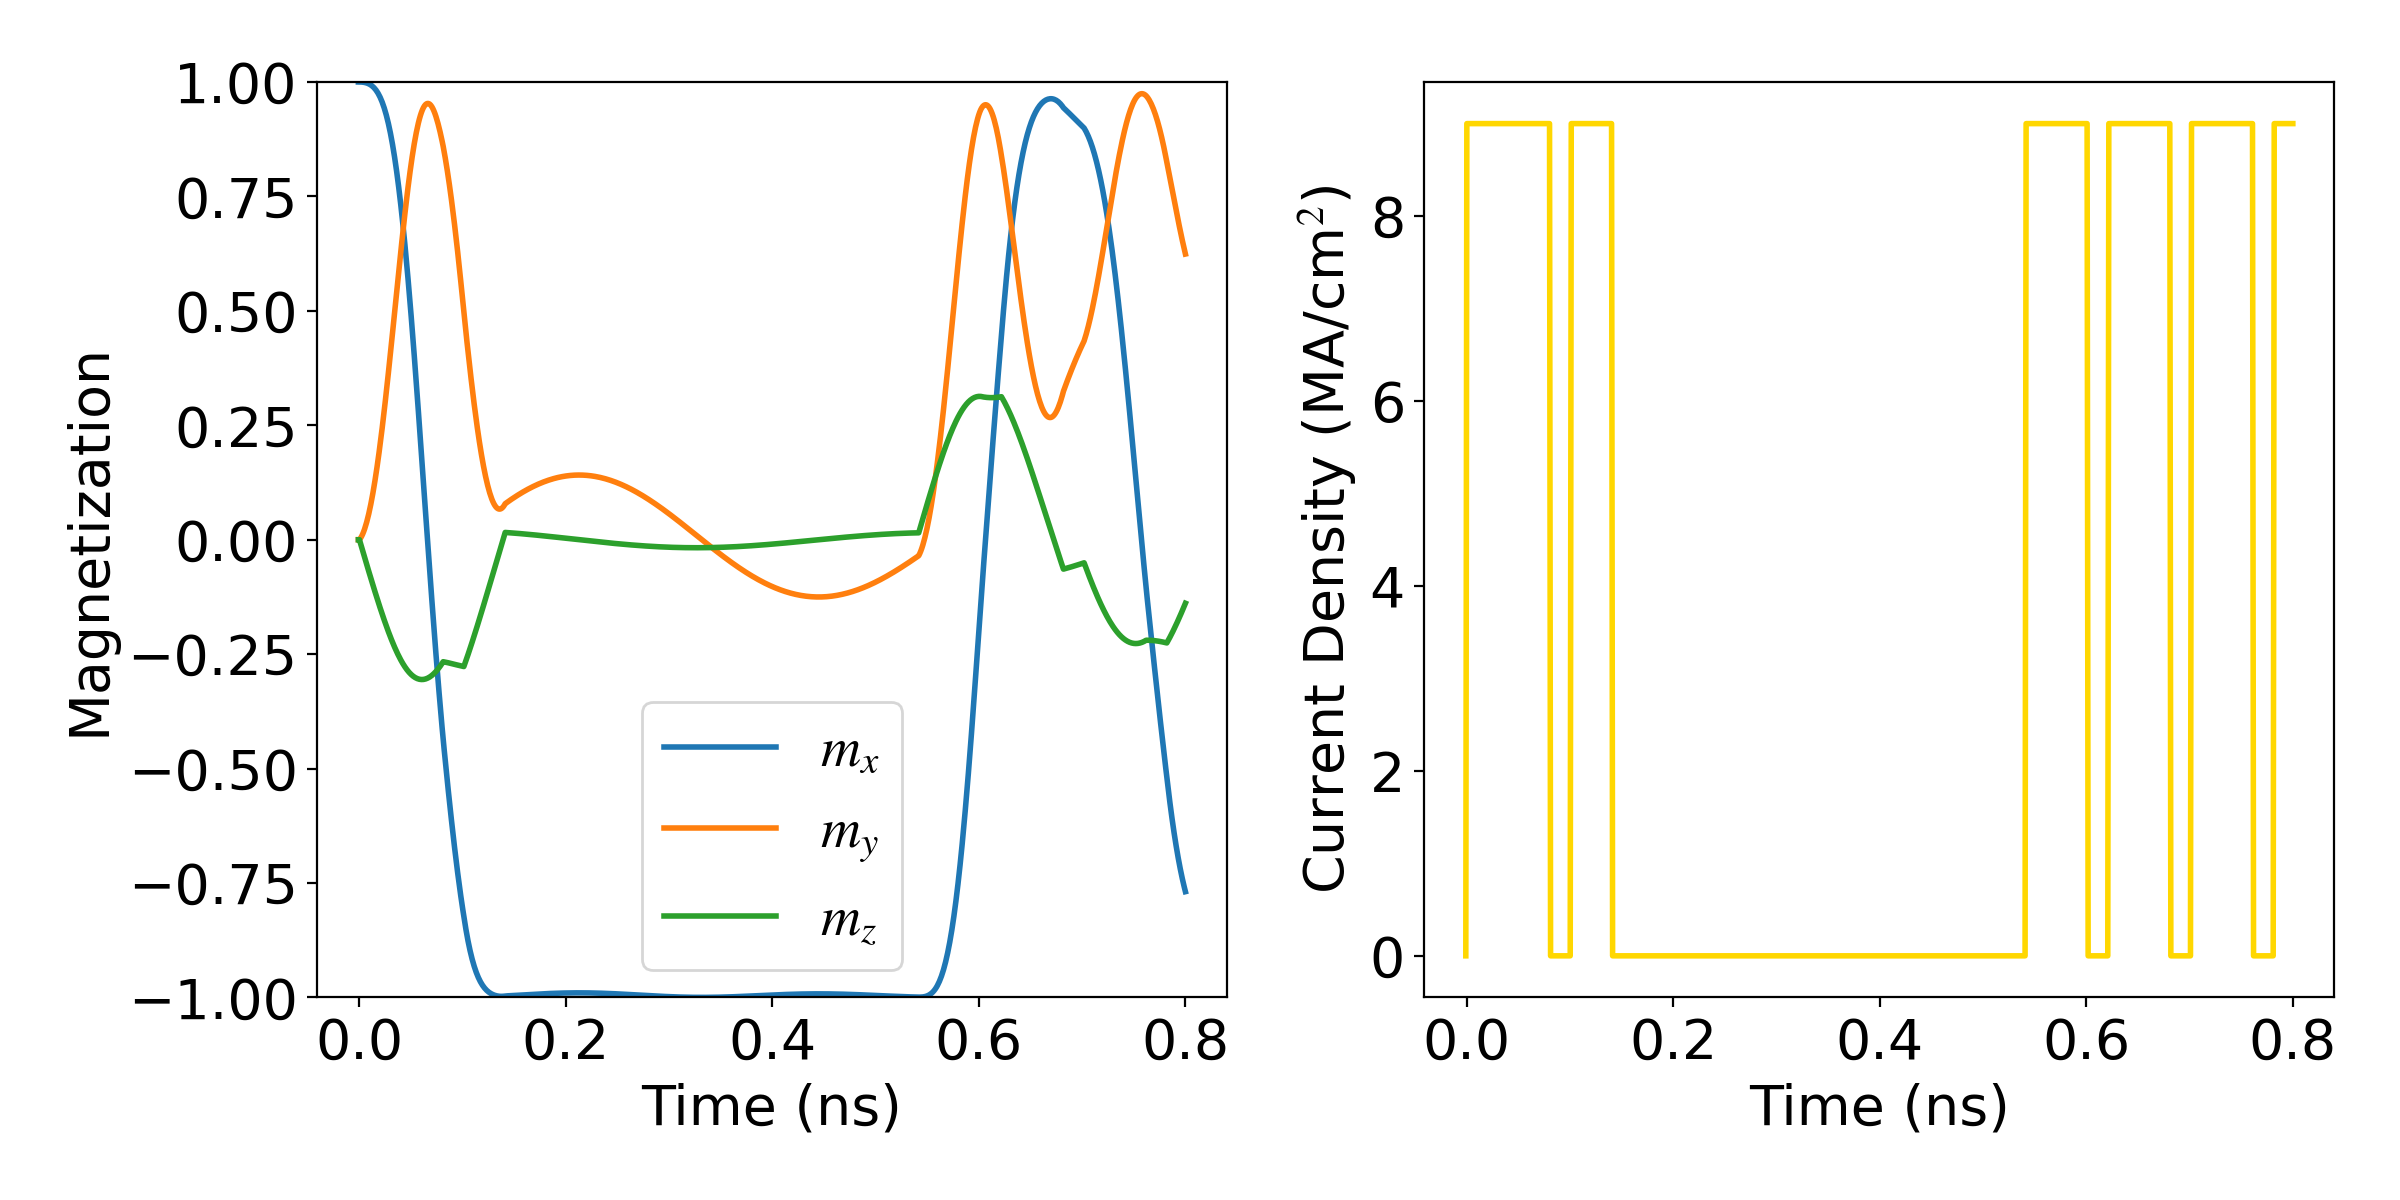 Magnetization
1.00
0.75
0.50
0.25
0.00
−0.25
−0.50
−0.75
−1.00
0.0 0.2 0.4 0.6 0.8
Time (ns)
m_x
m_y
m_z
Current Density (MA/cm²)
8
6
4
2
0
0.0 0.2 0.4 0.6 0.8
Time (ns)